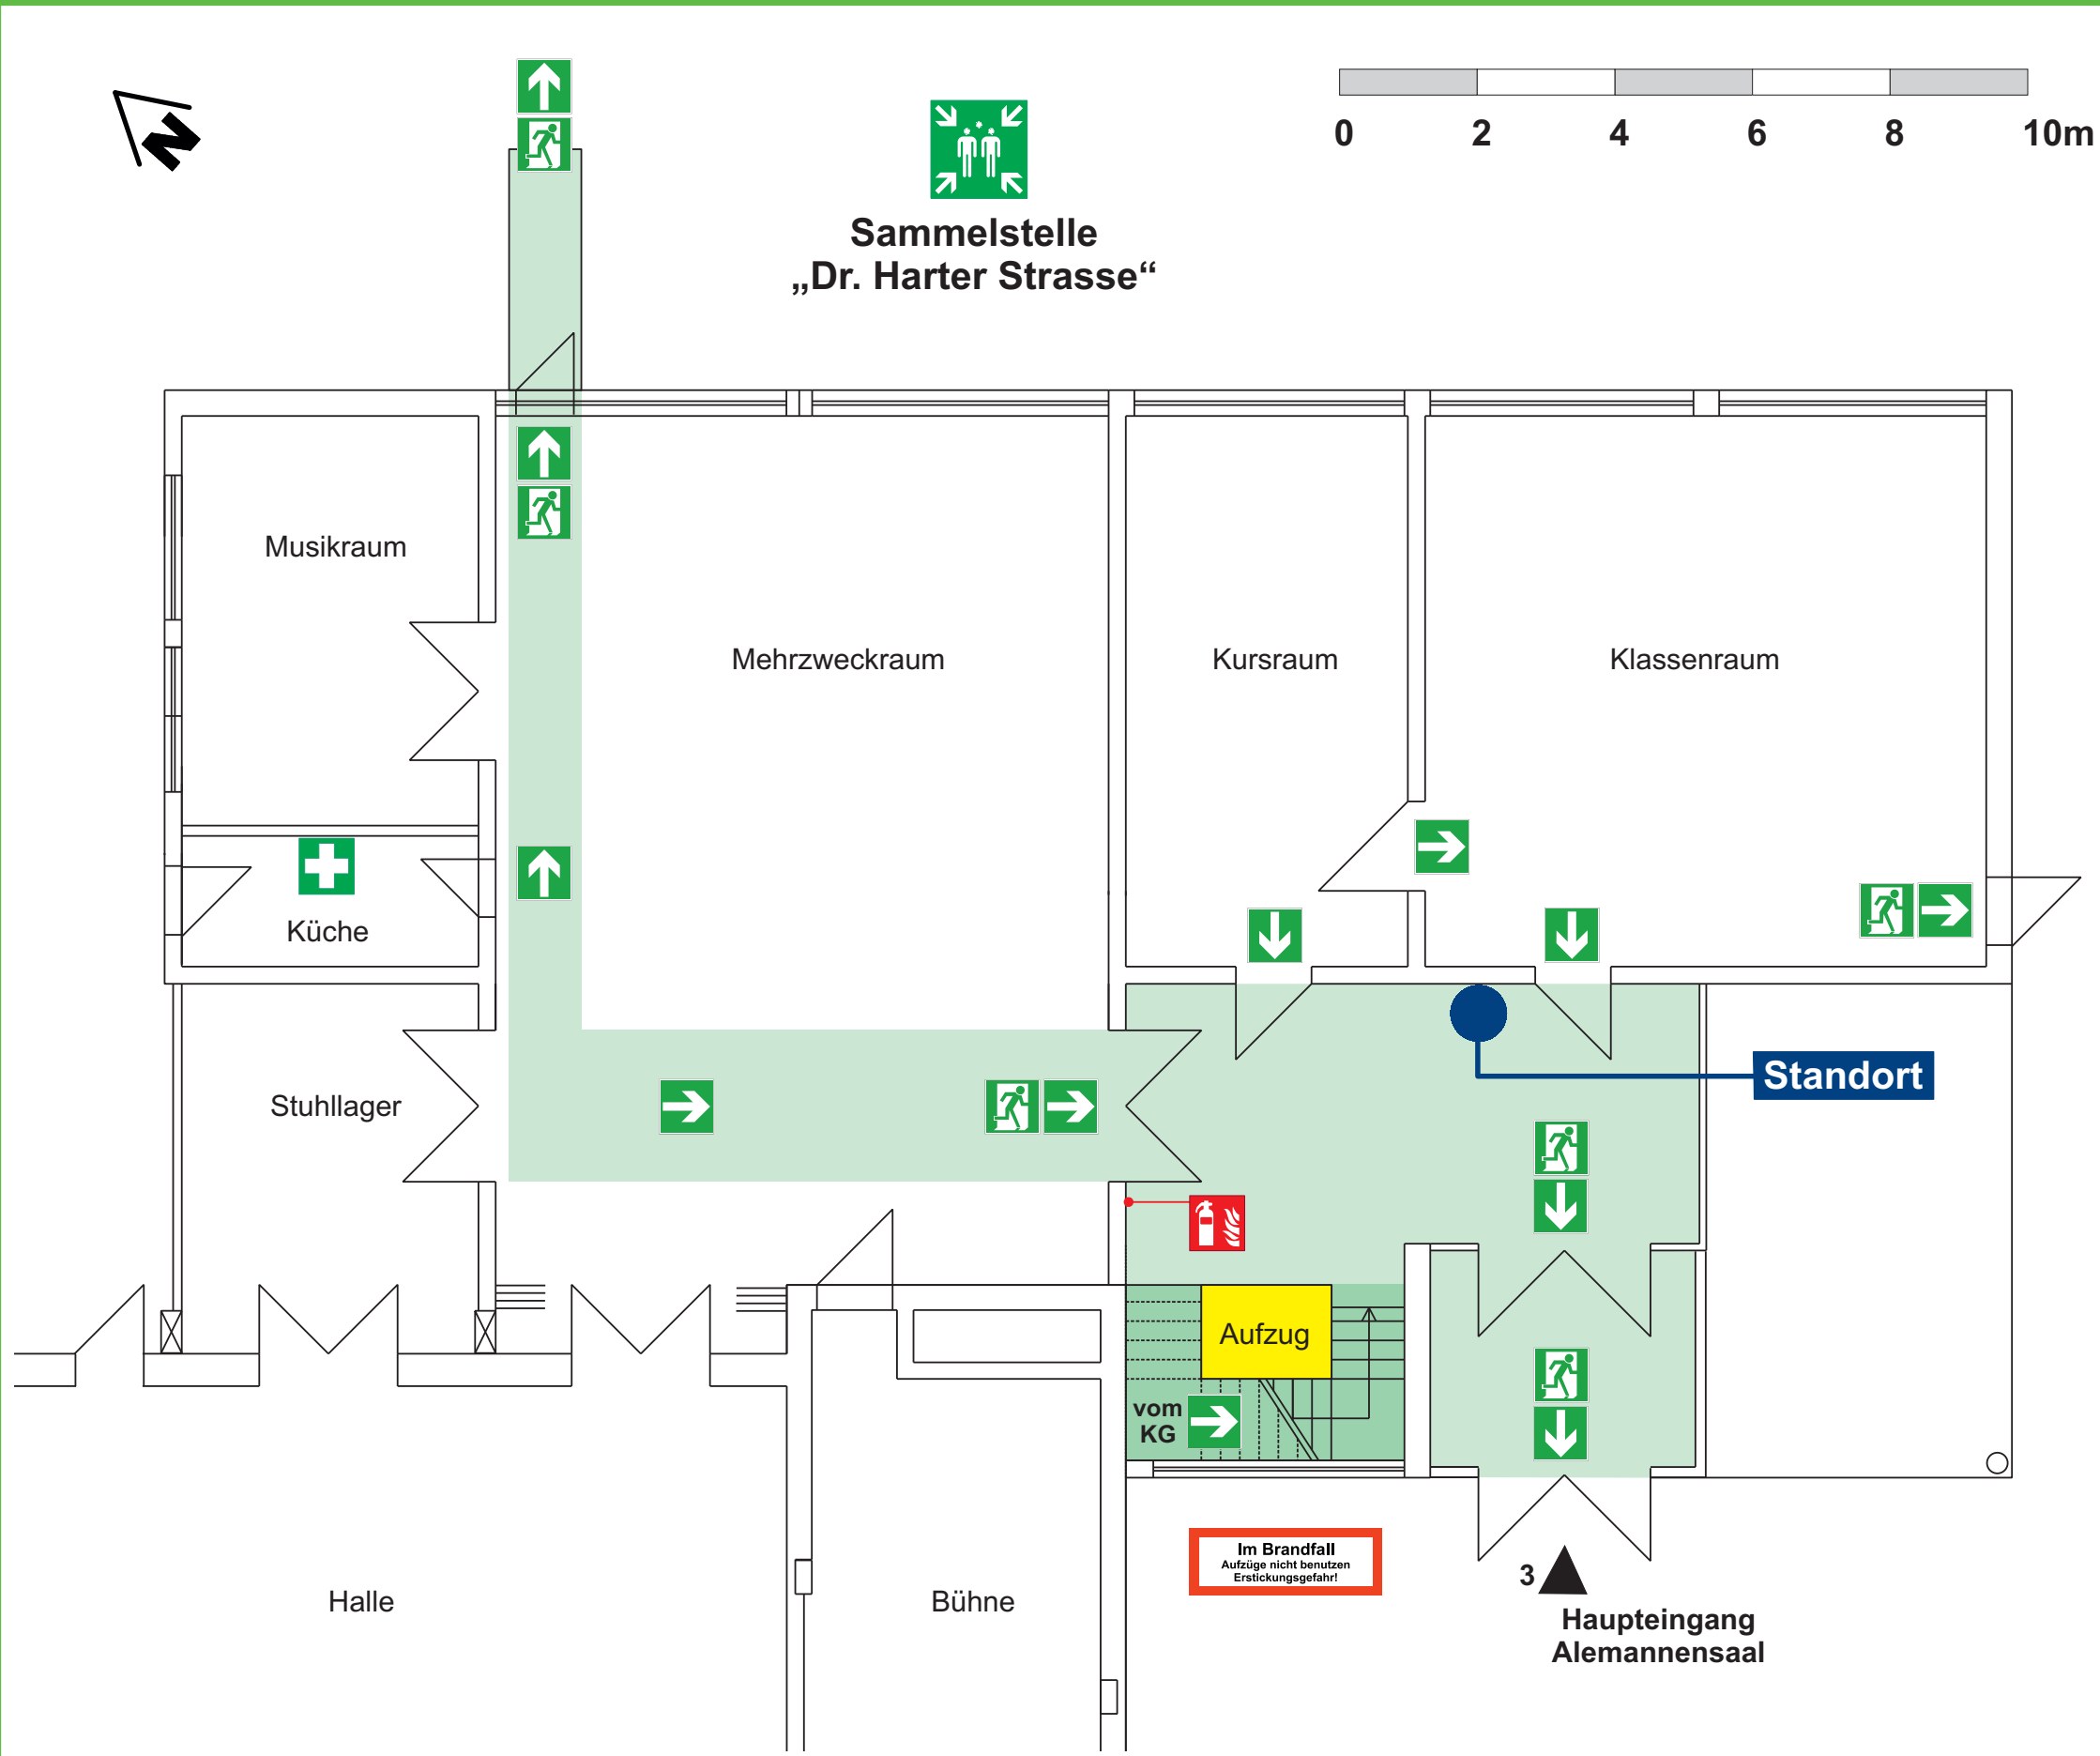 N
0 2 4 6 8 10m
Sammelstelle
„Dr. Harter Strasse“
Musikraum
Mehrzweckraum
Kursraum
Klassenraum
Küche
Standort
Stuhllager
Aufzug
vom
KG
Im Brandfall
Aufzüge nicht benutzen
Erstickungsgefahr!
3
Halle
Bühne
Haupteingang
Alemannensaal